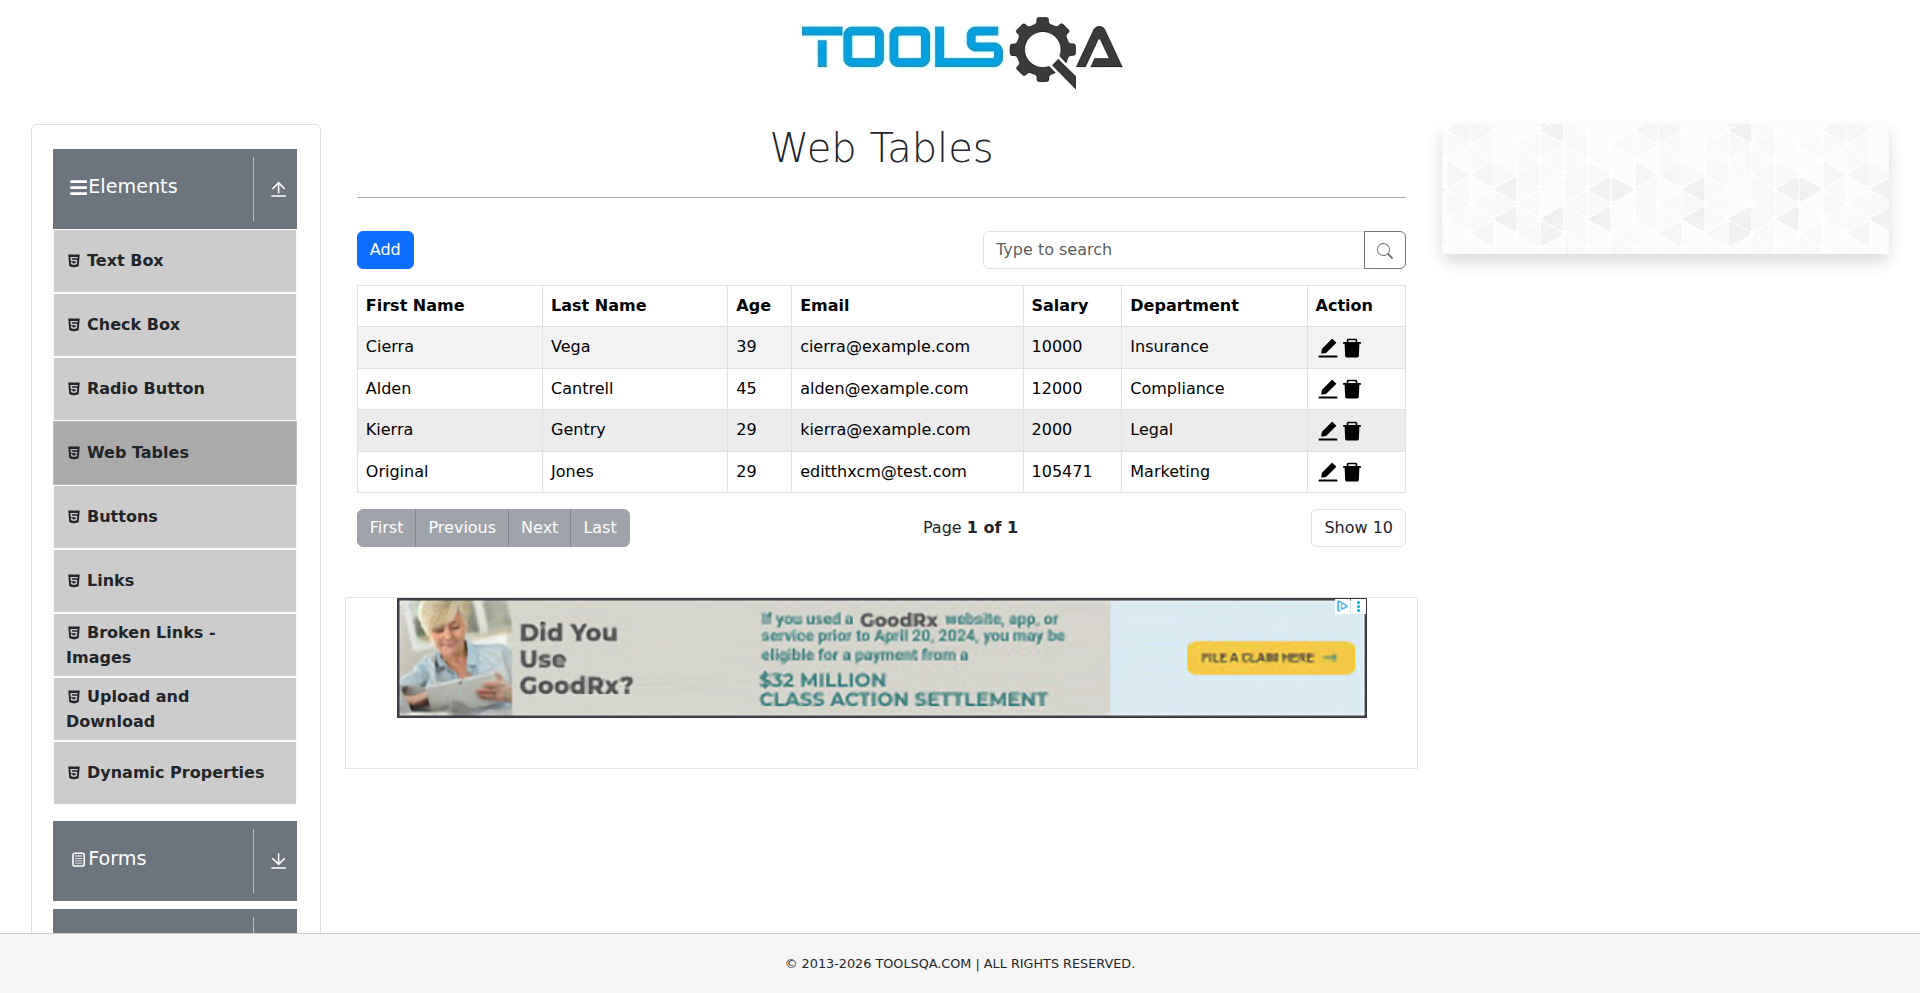 TOOLSQA
Elements
Text Box
Check Box
Radio Button
Web Tables
Buttons
Links
Broken Links -
Images
Upload and
Download
Dynamic Properties
Forms
Web Tables
Add
Type to search
First Name Last Name Age Email Salary Department Action
Cierra Vega 39 cierra@example.com 10000 Insurance
Alden Cantrell 45 alden@example.com 12000 Compliance
Kierra Gentry 29 kierra@example.com 2000 Legal
Original Jones 29 editthxcm@test.com 105471 Marketing
First Previous Next Last
Page 1 of 1
Show 10
Did You
Use
GoodRx?
If you used a GoodRx website, app, or
service prior to April 20, 2024, you may be
eligible for a payment from a
$32 MILLION
CLASS ACTION SETTLEMENT
FILE A CLAIM HERE →
© 2013-2026 TOOLSQA.COM | ALL RIGHTS RESERVED.